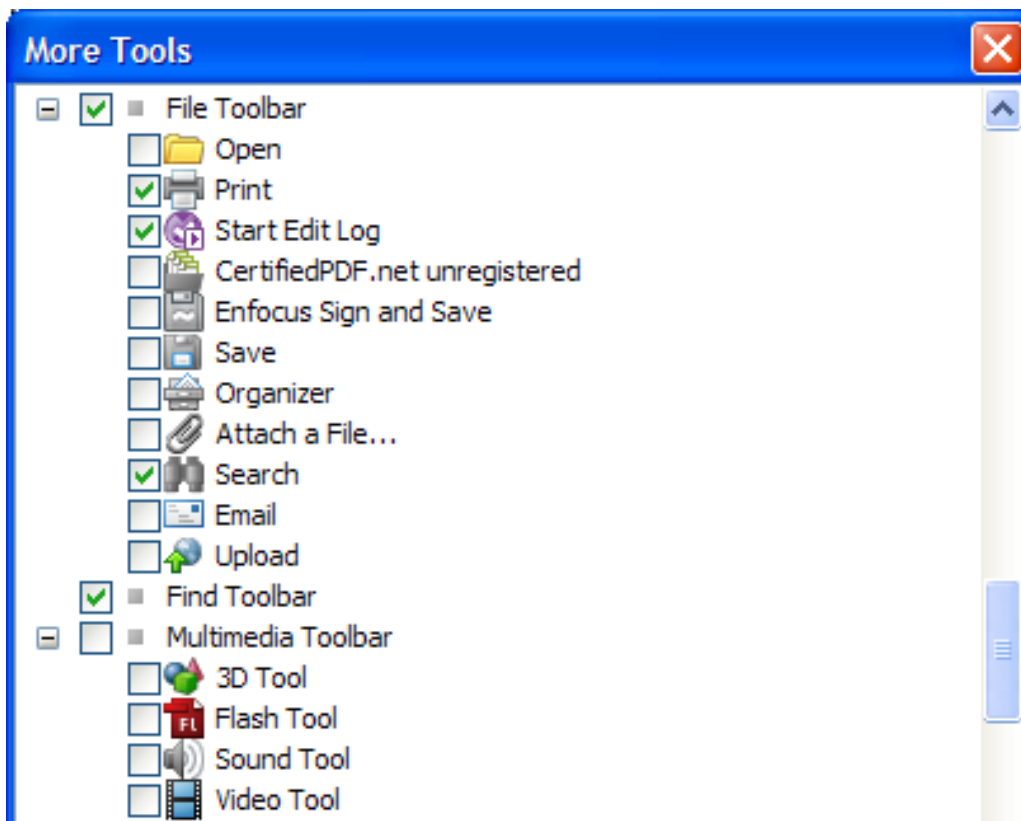 More Tools
File Toolbar
Open
Print
Start Edit Log
CertifiedPDF.net unregistered
Enfocus Sign and Save
Save
Organizer
Attach a File...
Search
Email
Upload
Find Toolbar
Multimedia Toolbar
3D Tool
FL Flash Tool
Sound Tool
Video Tool